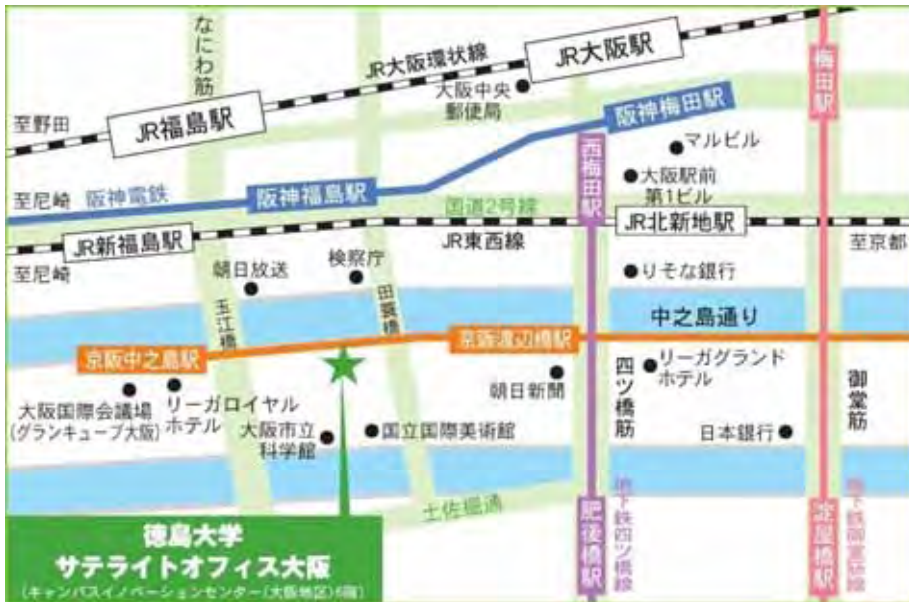 なにわ筋
JR大阪環状線
JR大阪駅
梅田駅
大阪中央
郵便局
阪神梅田駅
至野田
JR福島駅
マルビル
西梅田駅
大阪駅前
第1ビル
至尼崎
阪神電鉄
阪神福島駅
国道2号線
JR北新地駅
JR新福島駅
JR東西線
至京都
至尼崎
朝日放送
検察庁
りそな銀行
玉江橋
田蓑橋
中之島通り
京阪中之島駅
京阪渡辺橋駅
リーガグランド
ホテル
朝日新聞
四ツ橋筋
御堂筋
大阪国際会議場
(グランキューブ大阪)
リーガロイヤル
ホテル
大阪市立
科学館
国立国際美術館
日本銀行
土佐堀通
肥後橋駅
地下鉄四ツ橋線
淀屋橋駅
地下鉄御堂筋線
徳島大学
サテライトオフィス大阪
(キャンパスイノベーションセンター(大阪地区)6階)